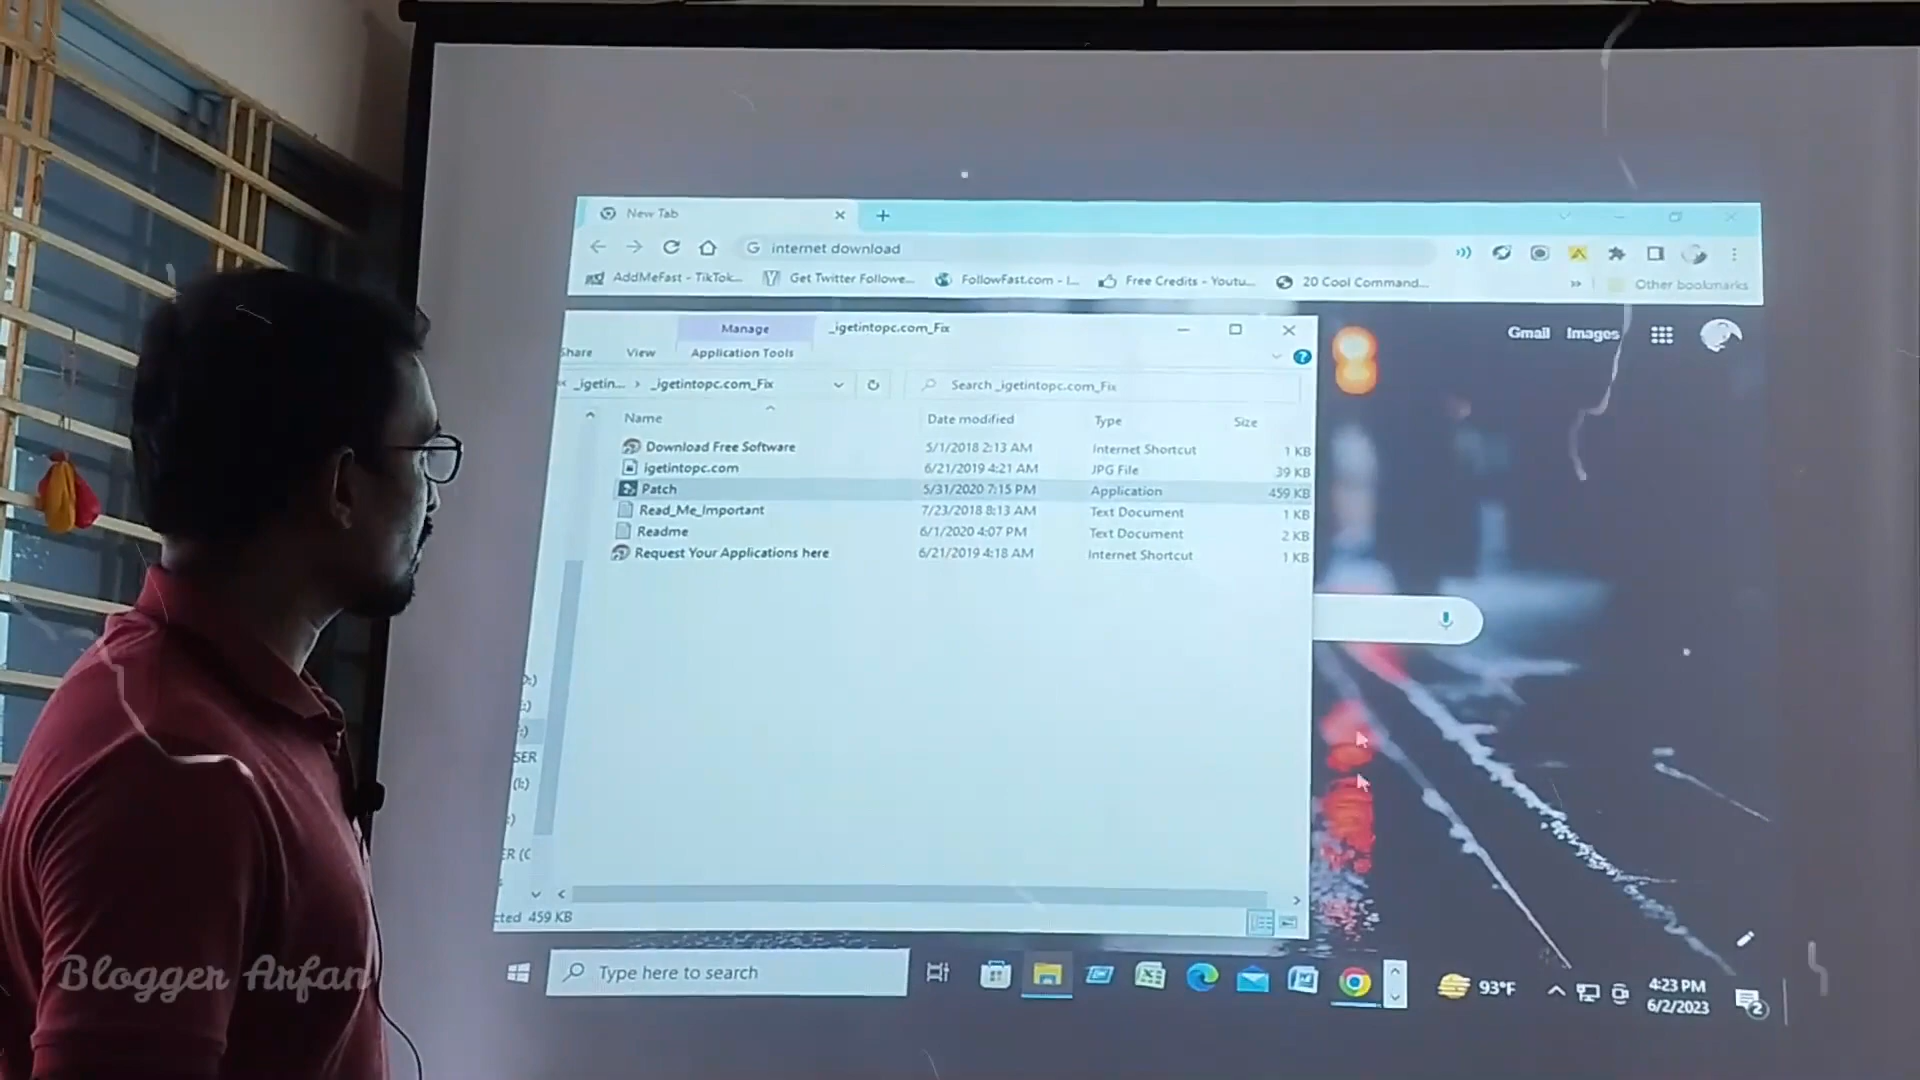 New Tab
internet download
AddMeFast - TikTok...
Get Twitter Followe...
FollowFast.com - I...
Free Credits - Youtu...
20 Cool Command...
Other bookmarks
Manage
_igetintopc.com_Fix
Gmail Images
Share View Application Tools
_igetin... > _igetintopc.com_Fix
Search _igetintopc.com_Fix
Name Date modified Type Size
Download Free Software 5/1/2018 2:13 AM Internet Shortcut 1 KB
igetintopc.com 6/21/2019 4:21 AM JPG File 39 KB
Patch 5/31/2020 7:15 PM Application 459 KB
Read_Me_Important 7/23/2018 8:13 AM Text Document 1 KB
Readme 6/1/2020 4:07 PM Text Document 2 KB
Request Your Applications here 6/21/2019 4:18 AM Internet Shortcut 1 KB
SER
(I:)
ER (C
cted 459 KB
Type here to search
93°F
4:23 PM
6/2/2023
2
Blogger Arfan